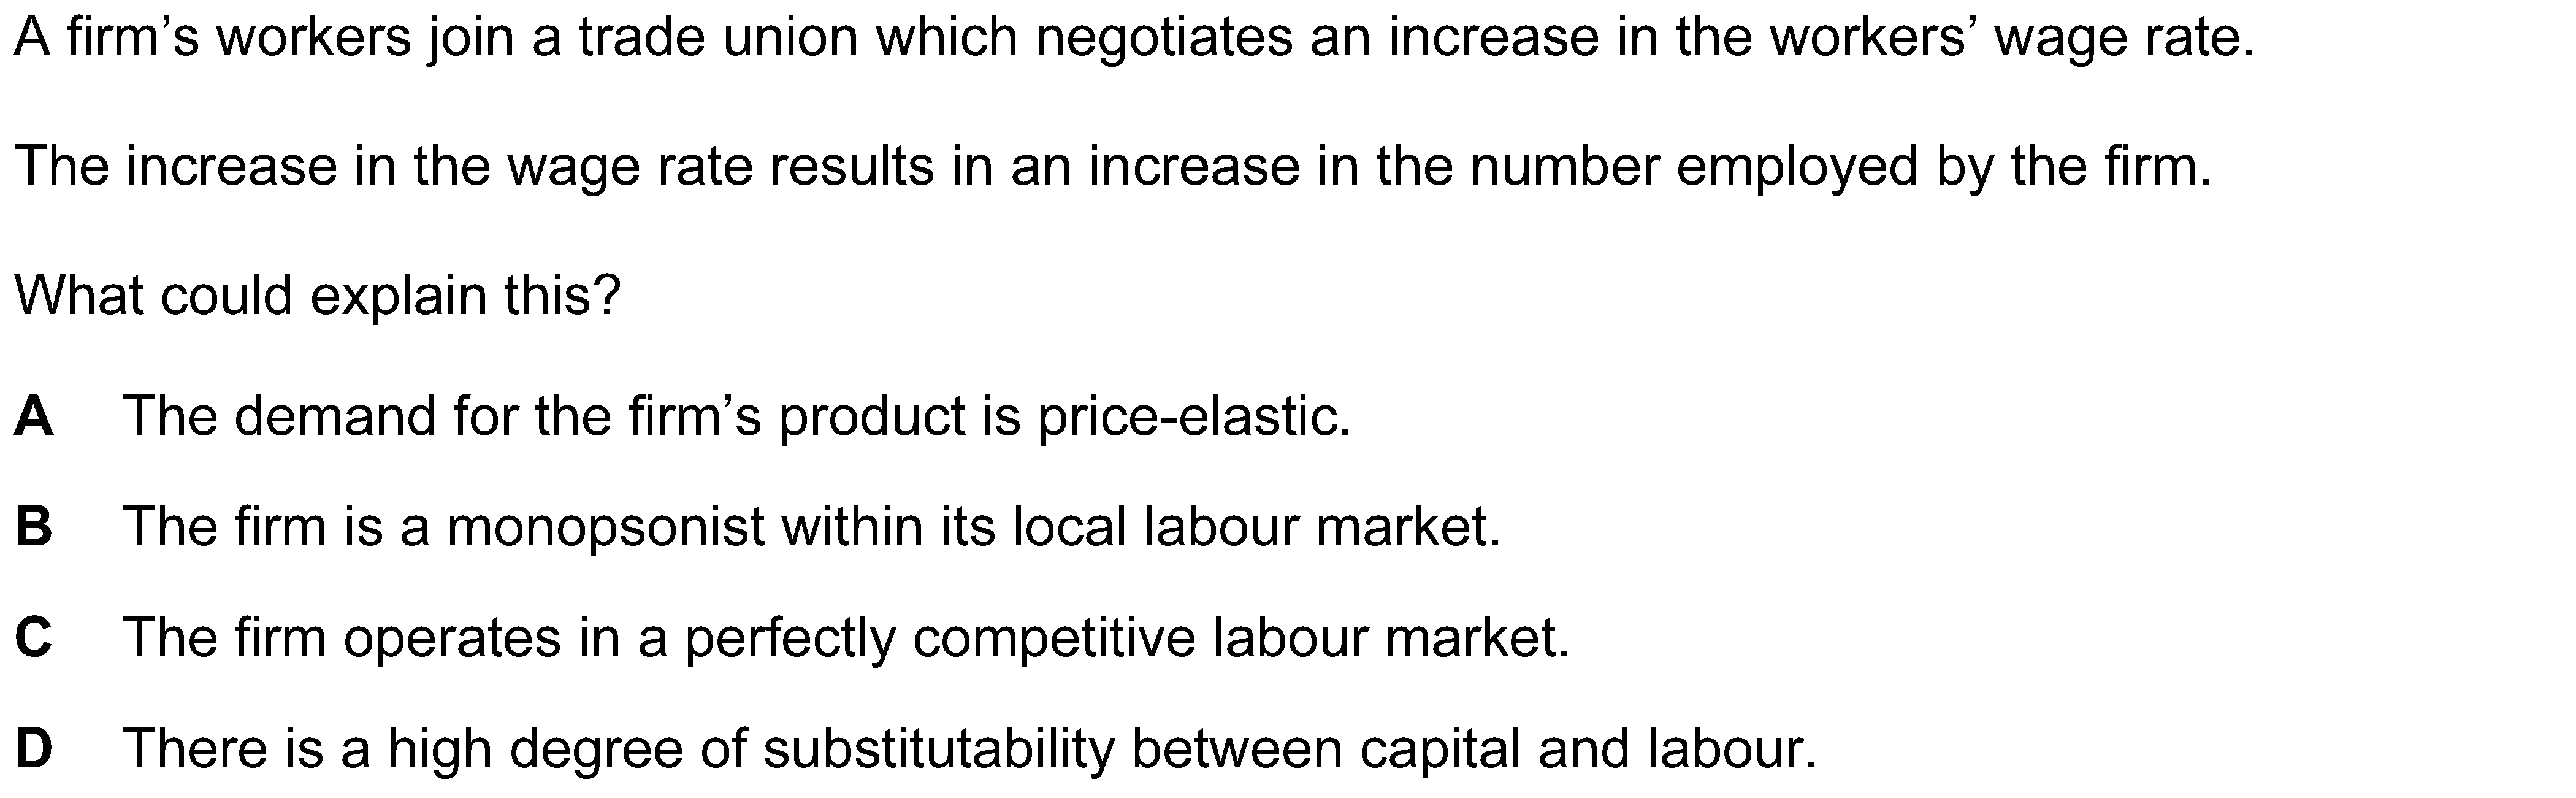 A firm’s workers join a trade union which negotiates an increase in the workers’ wage rate.
The increase in the wage rate results in an increase in the number employed by the firm.
What could explain this?
A The demand for the firm’s product is price-elastic.
B The firm is a monopsonist within its local labour market.
C The firm operates in a perfectly competitive labour market.
D There is a high degree of substitutability between capital and labour.